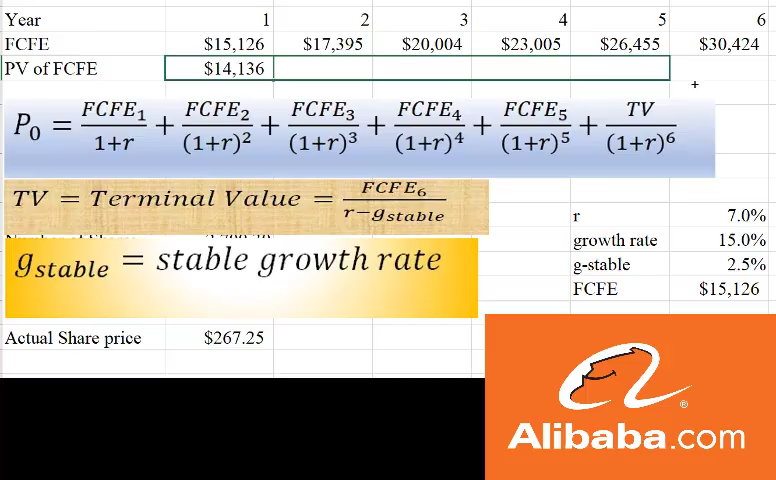 Year 1 2 3 4 5 6
FCFE $15,126 $17,395 $20,004 $23,005 $26,455 $30,424
PV of FCFE $14,136
P₀ = FCFE₁/(1+r) + FCFE₂/(1+r)² + FCFE₃/(1+r)³ + FCFE₄/(1+r)⁴ + FCFE₅/(1+r)⁵ + TV/(1+r)⁶
TV = Terminal Value = FCFE₆/(r−g_stable)
r 7.0%
growth rate 15.0%
g_stable = stable growth rate
g-stable 2.5%
FCFE $15,126
Actual Share price $267.25
Alibaba.com